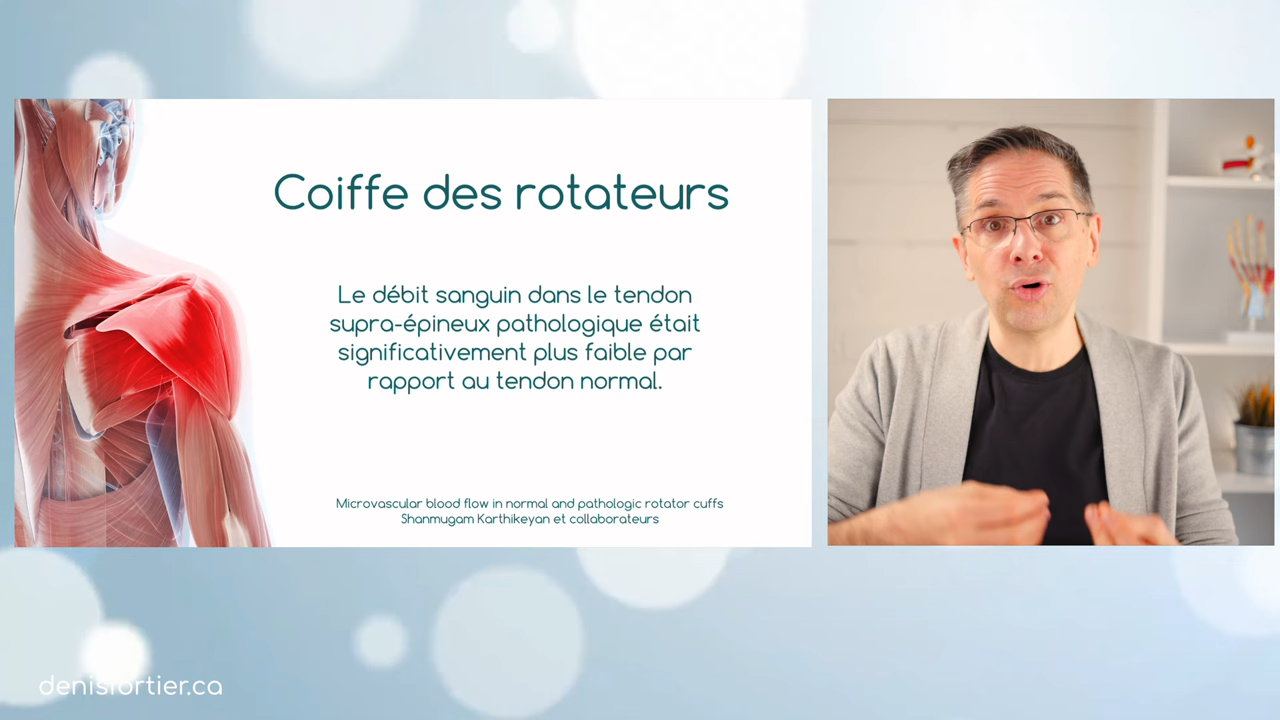 Coiffe des rotateurs
Le débit sanguin dans le tendon
supra-épineux pathologique était
significativement plus faible par
rapport au tendon normal.
Microvascular blood flow in normal and pathologic rotator cuffs
Shanmugam Karthikeyan et collaborateurs
denisfortier.ca